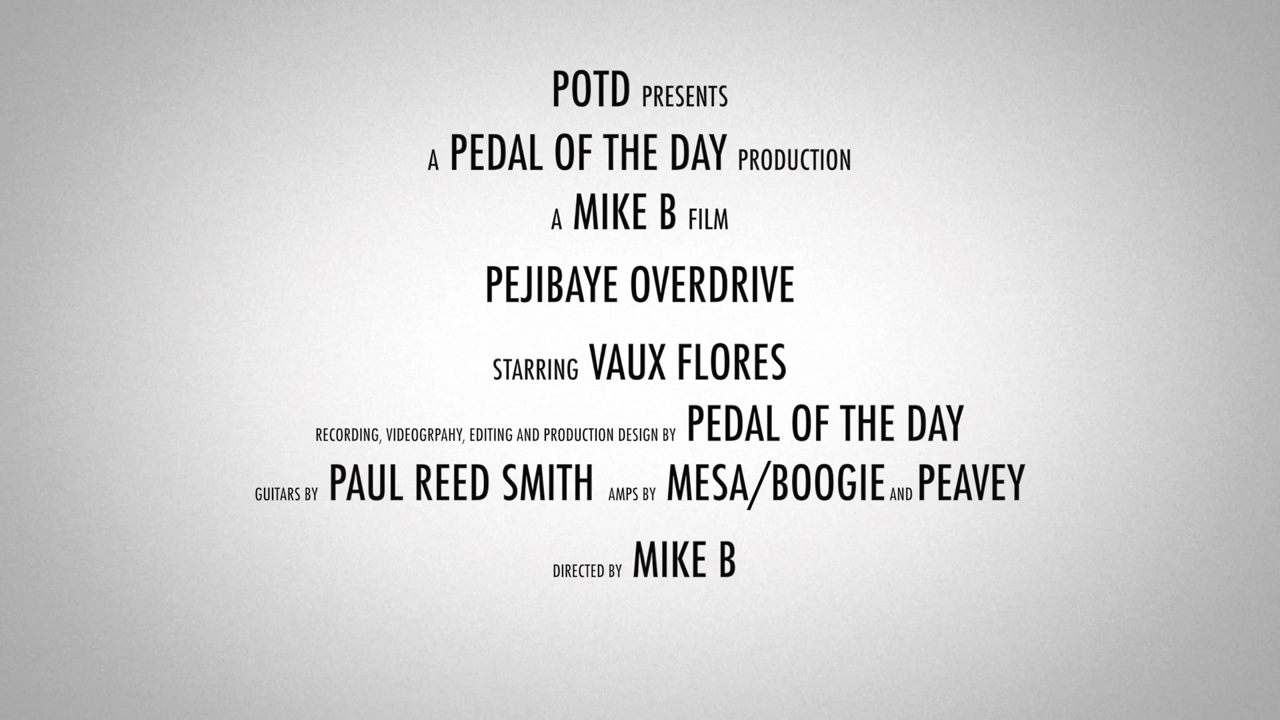 POTD PRESENTS
A PEDAL OF THE DAY PRODUCTION
A MIKE B FILM
PEJIBAYE OVERDRIVE
STARRING VAUX FLORES
RECORDING, VIDEOGRPAHY, EDITING AND PRODUCTION DESIGN BY PEDAL OF THE DAY
GUITARS BY PAUL REED SMITH AMPS BY MESA/BOOGIE AND PEAVEY
DIRECTED BY MIKE B